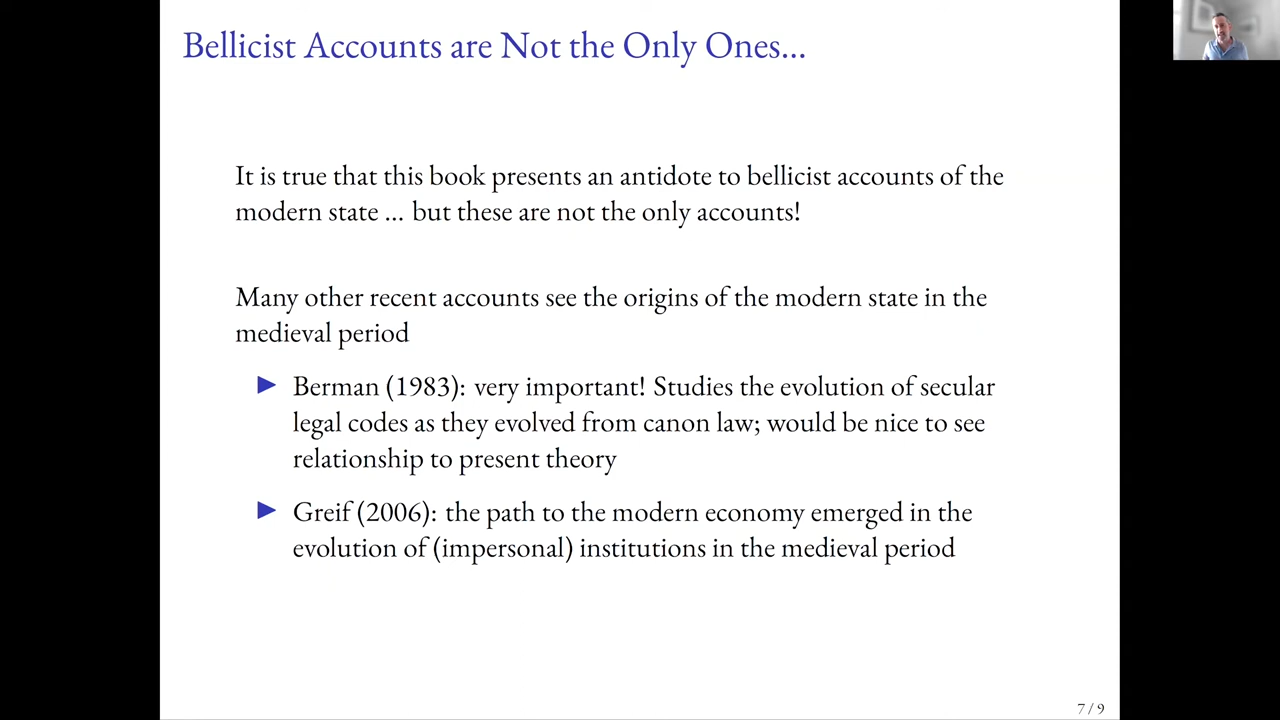 Bellicist Accounts are Not the Only Ones...
It is true that this book presents an antidote to bellicist accounts of the
modern state ... but these are not the only accounts!
Many other recent accounts see the origins of the modern state in the
medieval period
▶ Berman (1983): very important! Studies the evolution of secular
legal codes as they evolved from canon law; would be nice to see
relationship to present theory
▶ Greif (2006): the path to the modern economy emerged in the
evolution of (impersonal) institutions in the medieval period
7 / 9